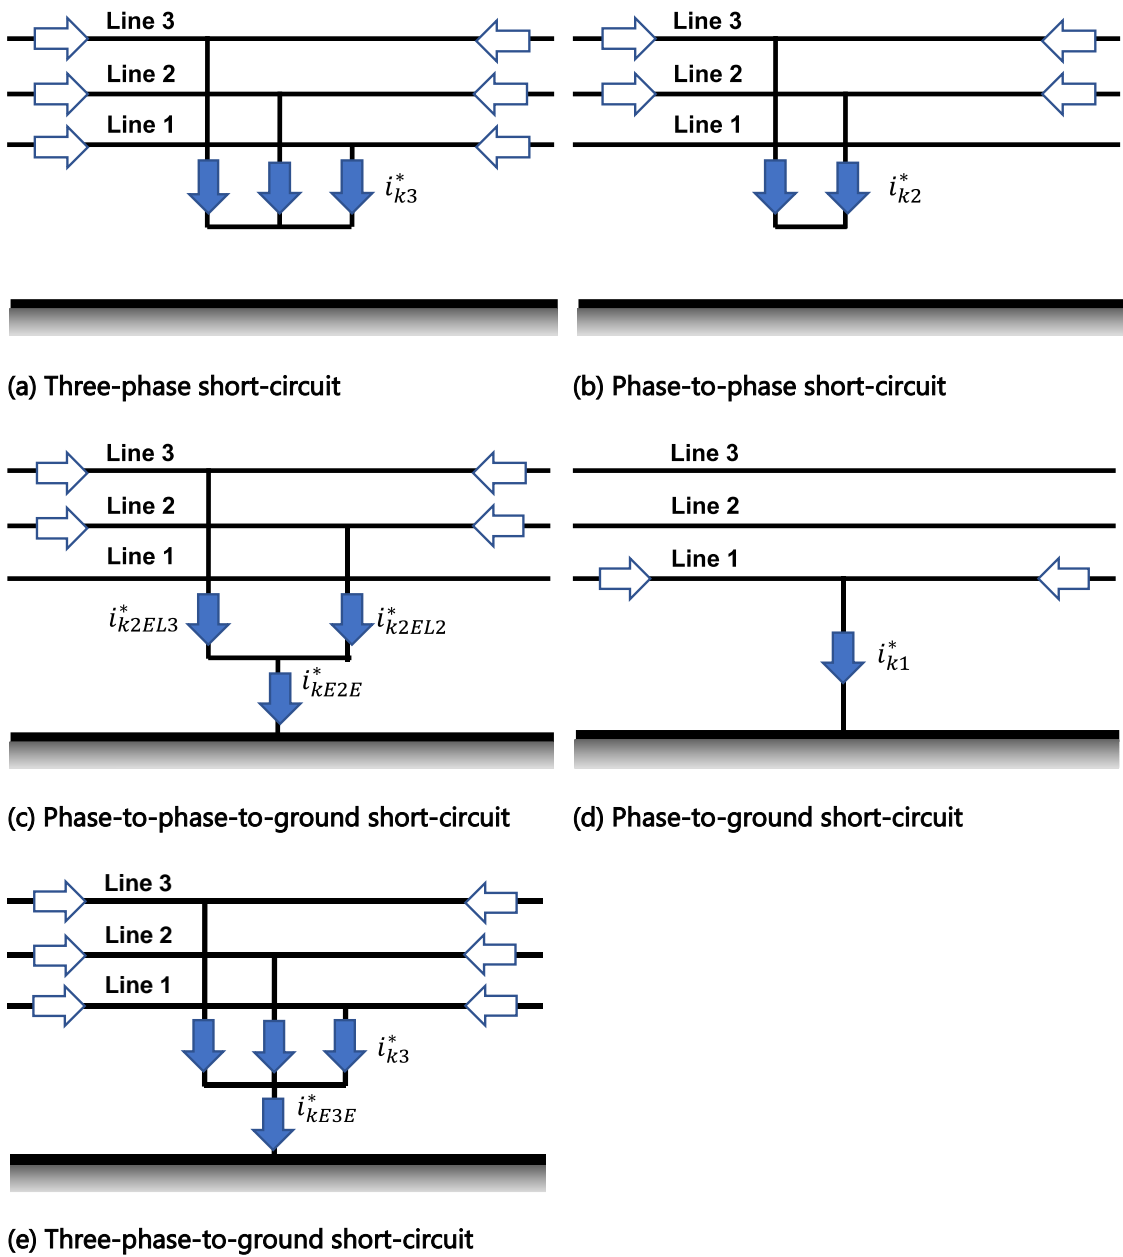 Line 3
Line 2
Line 1
i*k3
(a) Three-phase short-circuit
Line 3
Line 2
Line 1
i*k2
(b) Phase-to-phase short-circuit
Line 3
Line 2
Line 1
i*k2EL3
i*k2EL2
i*kE2E
(c) Phase-to-phase-to-ground short-circuit
Line 3
Line 2
Line 1
i*k1
(d) Phase-to-ground short-circuit
Line 3
Line 2
Line 1
i*k3
i*kE3E
(e) Three-phase-to-ground short-circuit